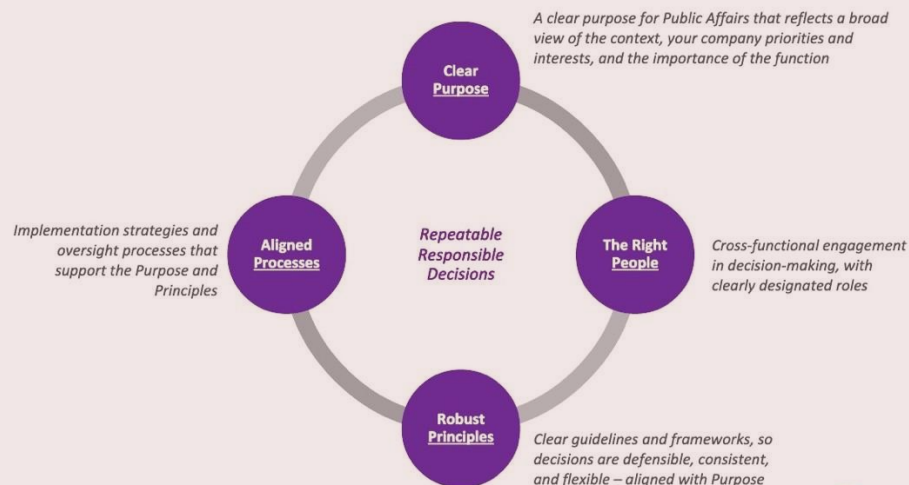 A clear purpose for Public Affairs that reflects a broad
view of the context, your company priorities and
interests, and the importance of the function
Clear
Purpose
Implementation strategies and
oversight processes that
support the Purpose and
Principles
Aligned
Processes
Repeatable
Responsible
Decisions
The Right
People
Cross-functional engagement
in decision-making, with
clearly designated roles
Robust
Principles
Clear guidelines and frameworks, so
decisions are defensible, consistent,
and flexible – aligned with Purpose